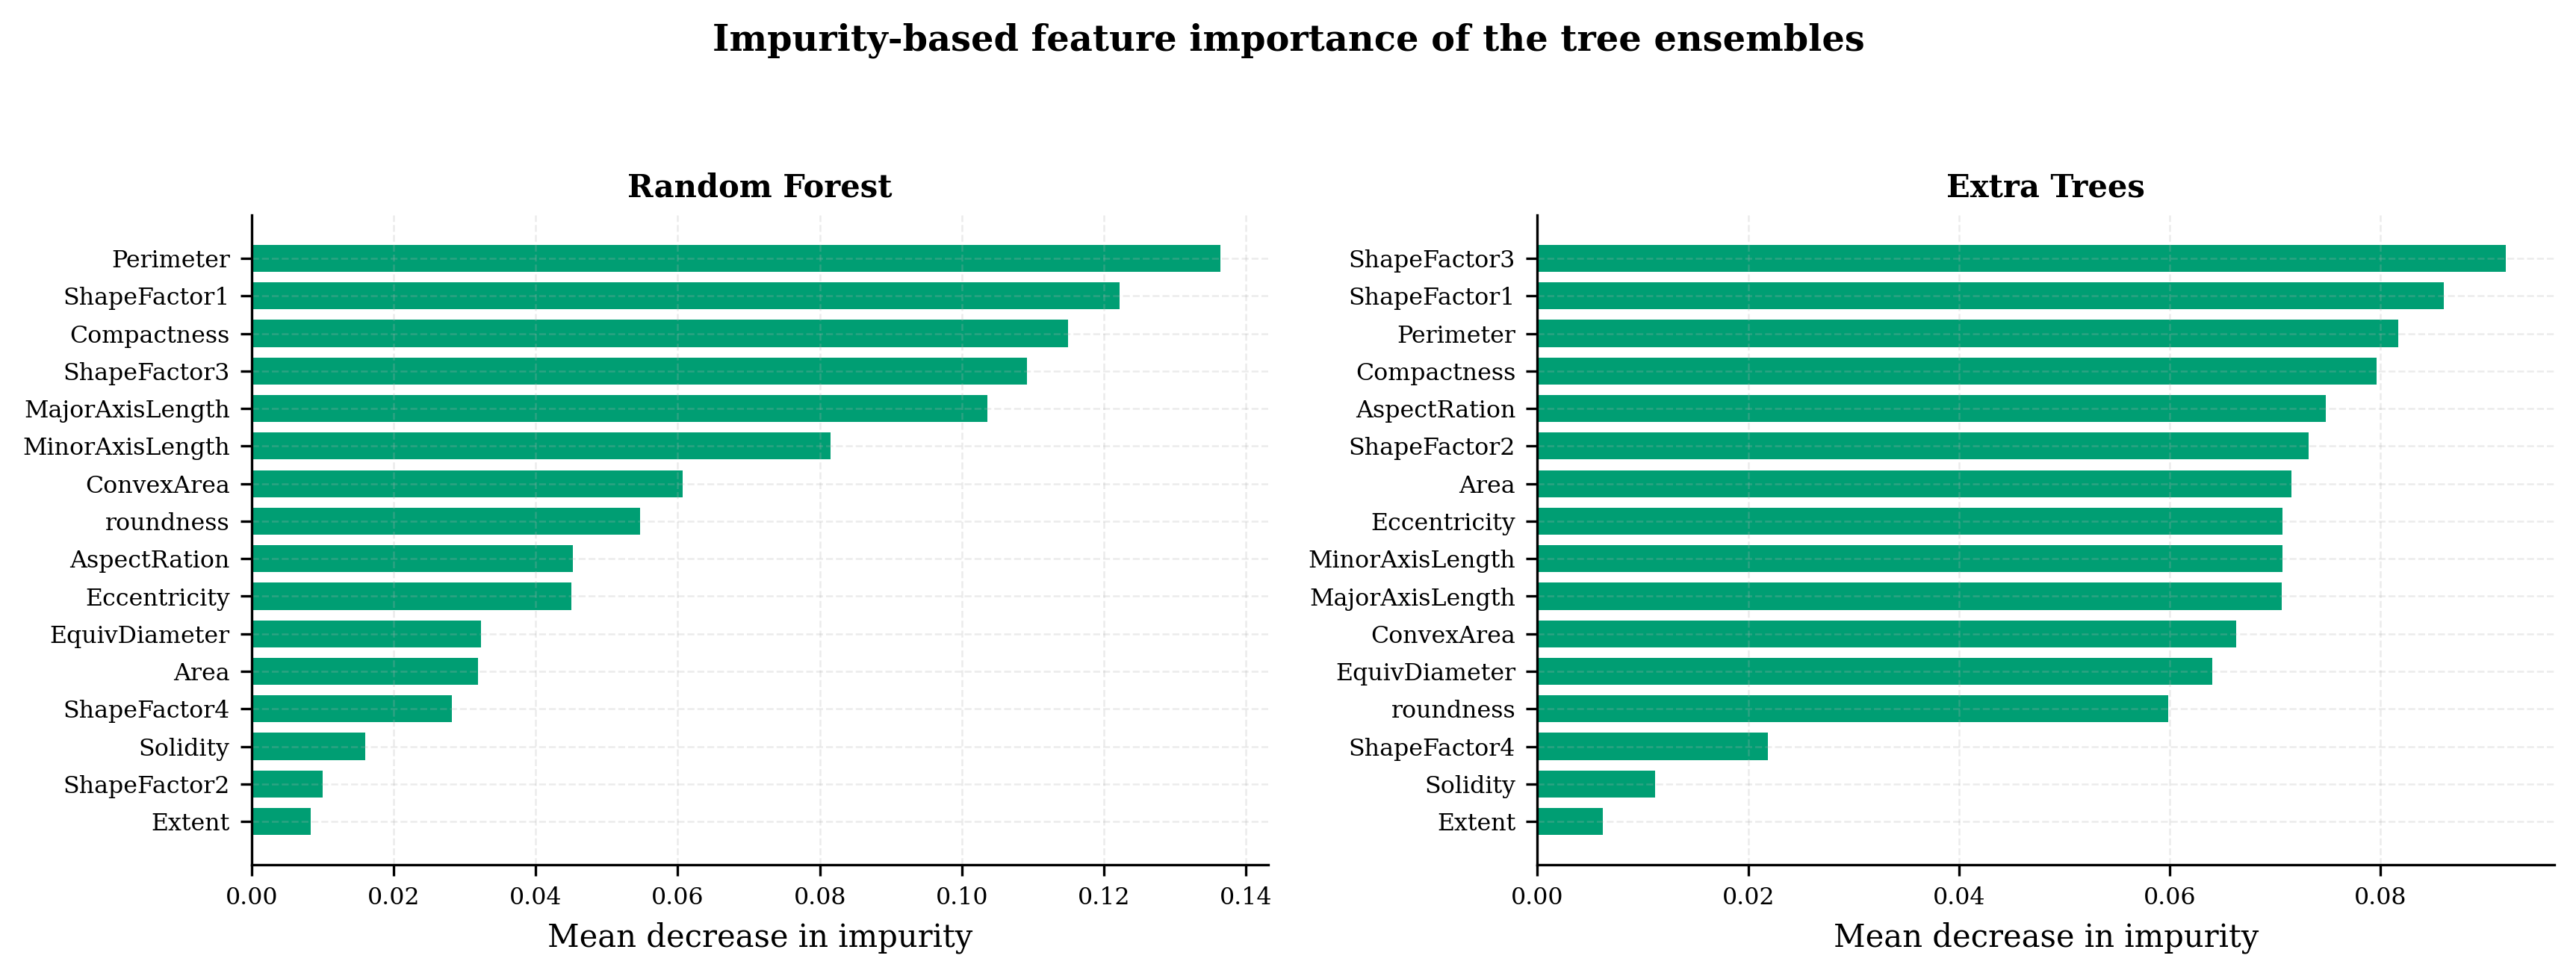 Impurity-based feature importance of the tree ensembles
Random Forest
Perimeter
ShapeFactor1
Compactness
ShapeFactor3
MajorAxisLength
MinorAxisLength
ConvexArea
roundness
AspectRation
Eccentricity
EquivDiameter
Area
ShapeFactor4
Solidity
ShapeFactor2
Extent
0.00 0.02 0.04 0.06 0.08 0.10 0.12 0.14
Mean decrease in impurity
Extra Trees
ShapeFactor3
ShapeFactor1
Perimeter
Compactness
AspectRation
ShapeFactor2
Area
Eccentricity
MinorAxisLength
MajorAxisLength
ConvexArea
EquivDiameter
roundness
ShapeFactor4
Solidity
Extent
0.00 0.02 0.04 0.06 0.08
Mean decrease in impurity